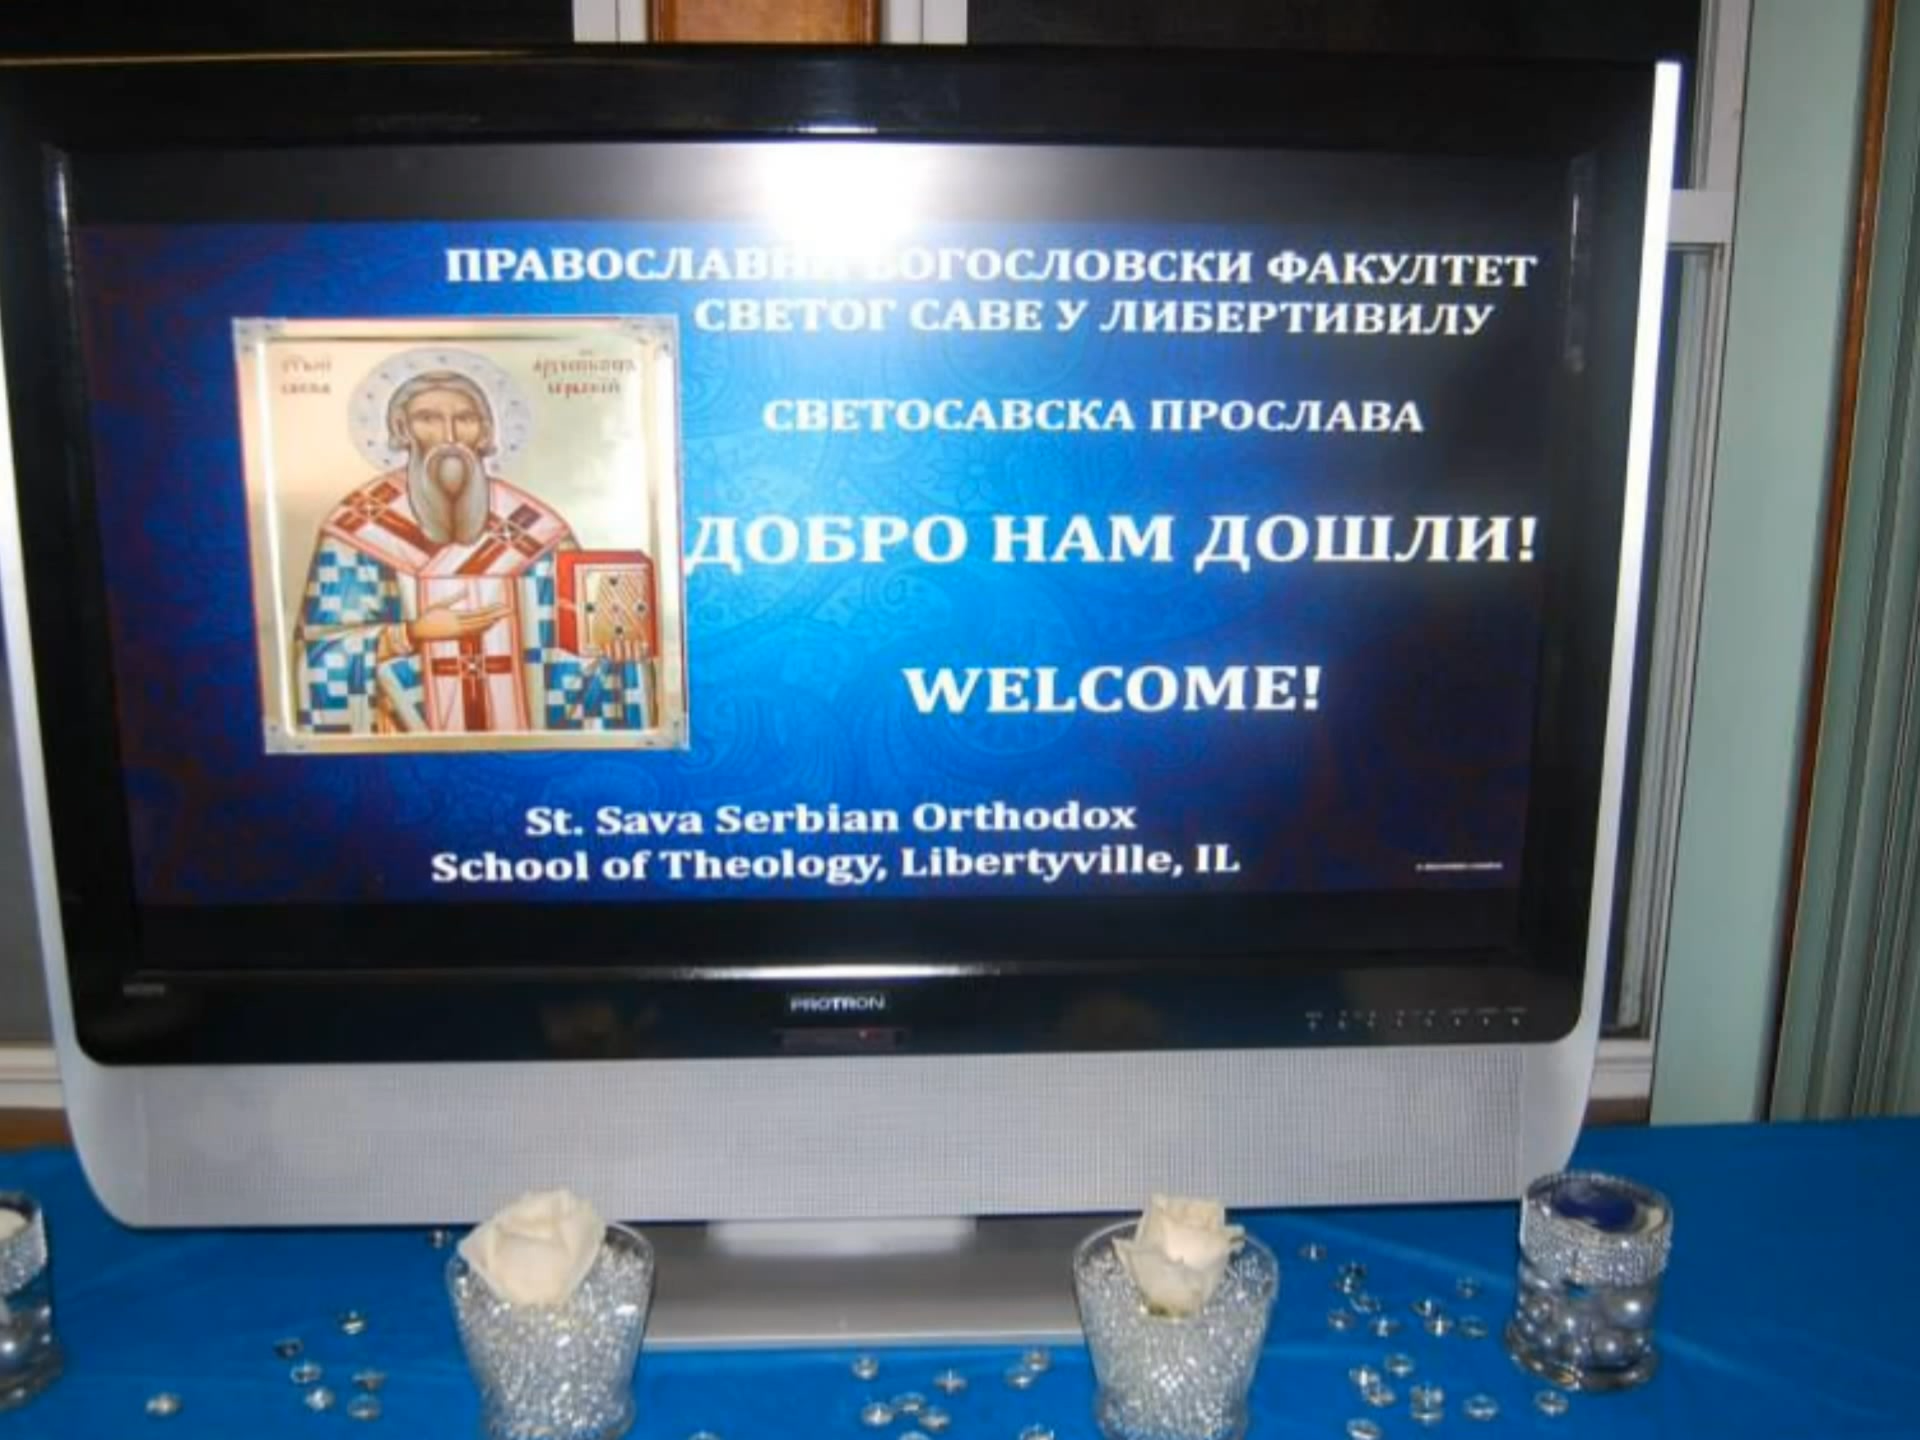 ПРАВОСЛАВНИ БОГОСЛОВСКИ ФАКУЛТЕТ
СВЕТОГ САВЕ У ЛИБЕРТИВИЛУ
СВЕТОСАВСКА ПРОСЛАВА
ДОБРО НАМ ДОШЛИ!
WELCOME!
St. Sava Serbian Orthodox
School of Theology, Libertyville, IL
PROTRON